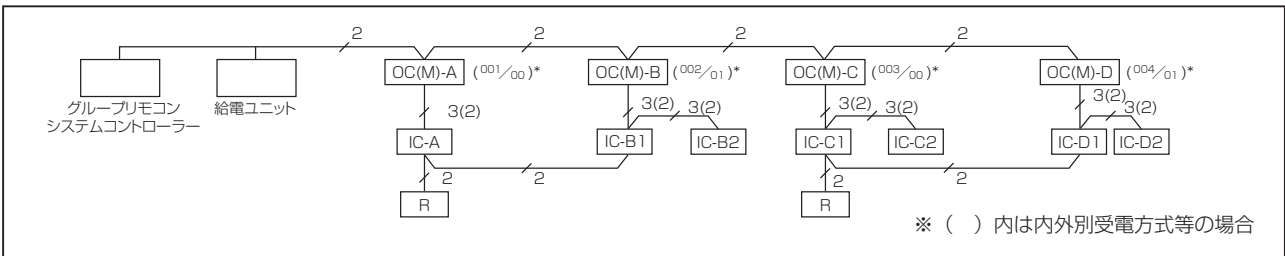 2 2 2 2
OC(M)-A (001/00)* OC(M)-B (002/01)* OC(M)-C (003/00)* OC(M)-D (004/01)*
グループリモコン
システムコントローラー
給電ユニット
3(2) 3(2) 3(2) 3(2) 3(2) 3(2) 3(2)
IC-A IC-B1 IC-B2 IC-C1 IC-C2 IC-D1 IC-D2
2 2 2 2
R R
※（　）内は内外別受電方式等の場合